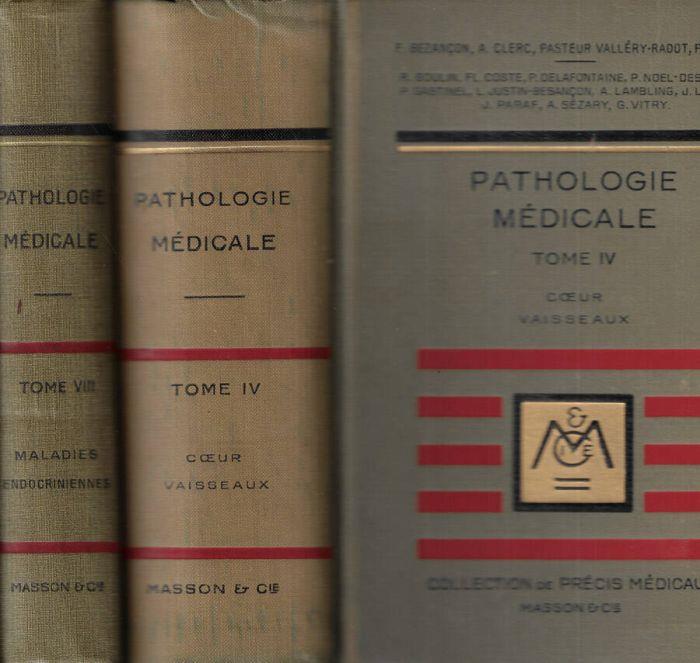 PATHOLOGIE
MÉDICALE
TOME VIII
MALADIES
ENDOCRINIENNES
MASSON & CIE
PATHOLOGIE
MÉDICALE
TOME IV
CŒUR
VAISSEAUX
MASSON & CIE
F. BEZANÇON, A. CLERC, PASTEUR VALLÉRY-RADOT,
R. BOULIN, FL. COSTE, P. DELAFONTAINE, P. NOEL-DES
P. GASTINEL, L. JUSTIN-BESANÇON, A. LAMBLING, J.
J. PARAF, A. SÉZARY, G. VITRY.
PATHOLOGIE
MÉDICALE
TOME IV
CŒUR
VAISSEAUX
M & CIE
COLLECTION DE PRÉCIS MÉDICAU
MASSON & CIE